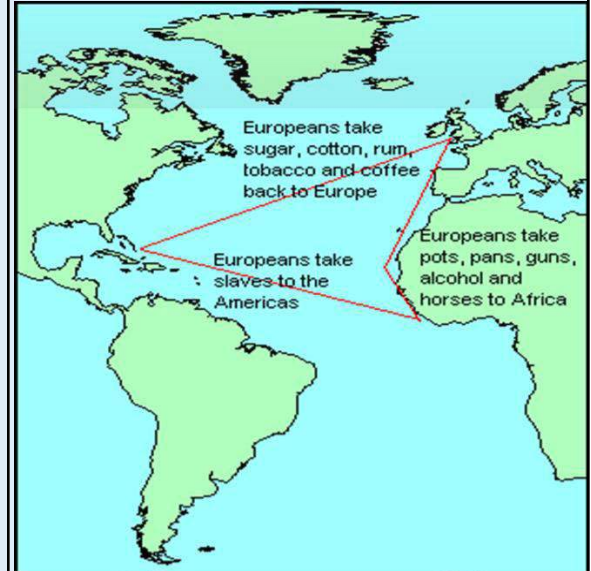 Europeans take
sugar, cotton, rum,
tobacco and coffee
back to Europe
Europeans take
slaves to the
Americas
Europeans take
pots, pans, guns,
alcohol and
horses to Africa